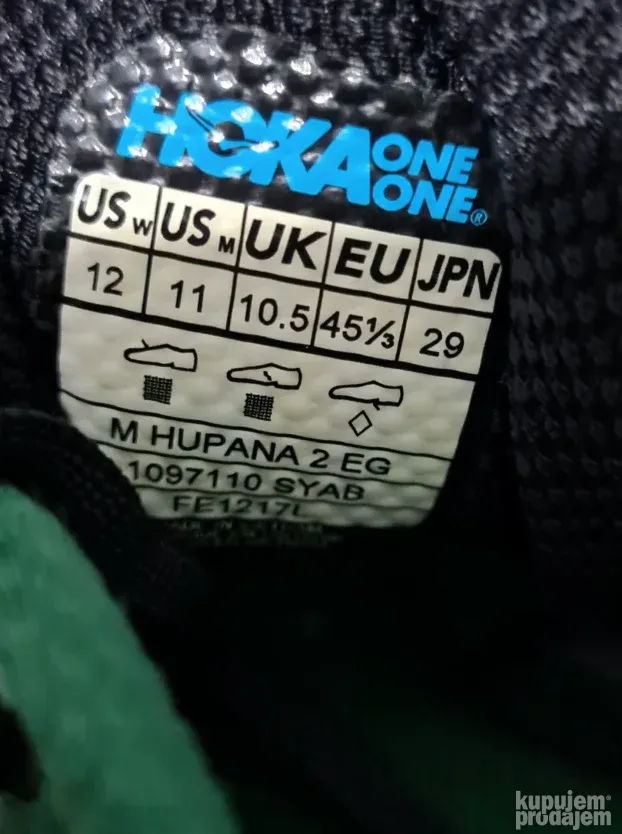 HOKA ONE ONE®
US W US M UK EU JPN
12 11 10.5 45⅓ 29
M HUPANA 2 EG
1097110 SYAB
FE1217L
kupujem
prodajem